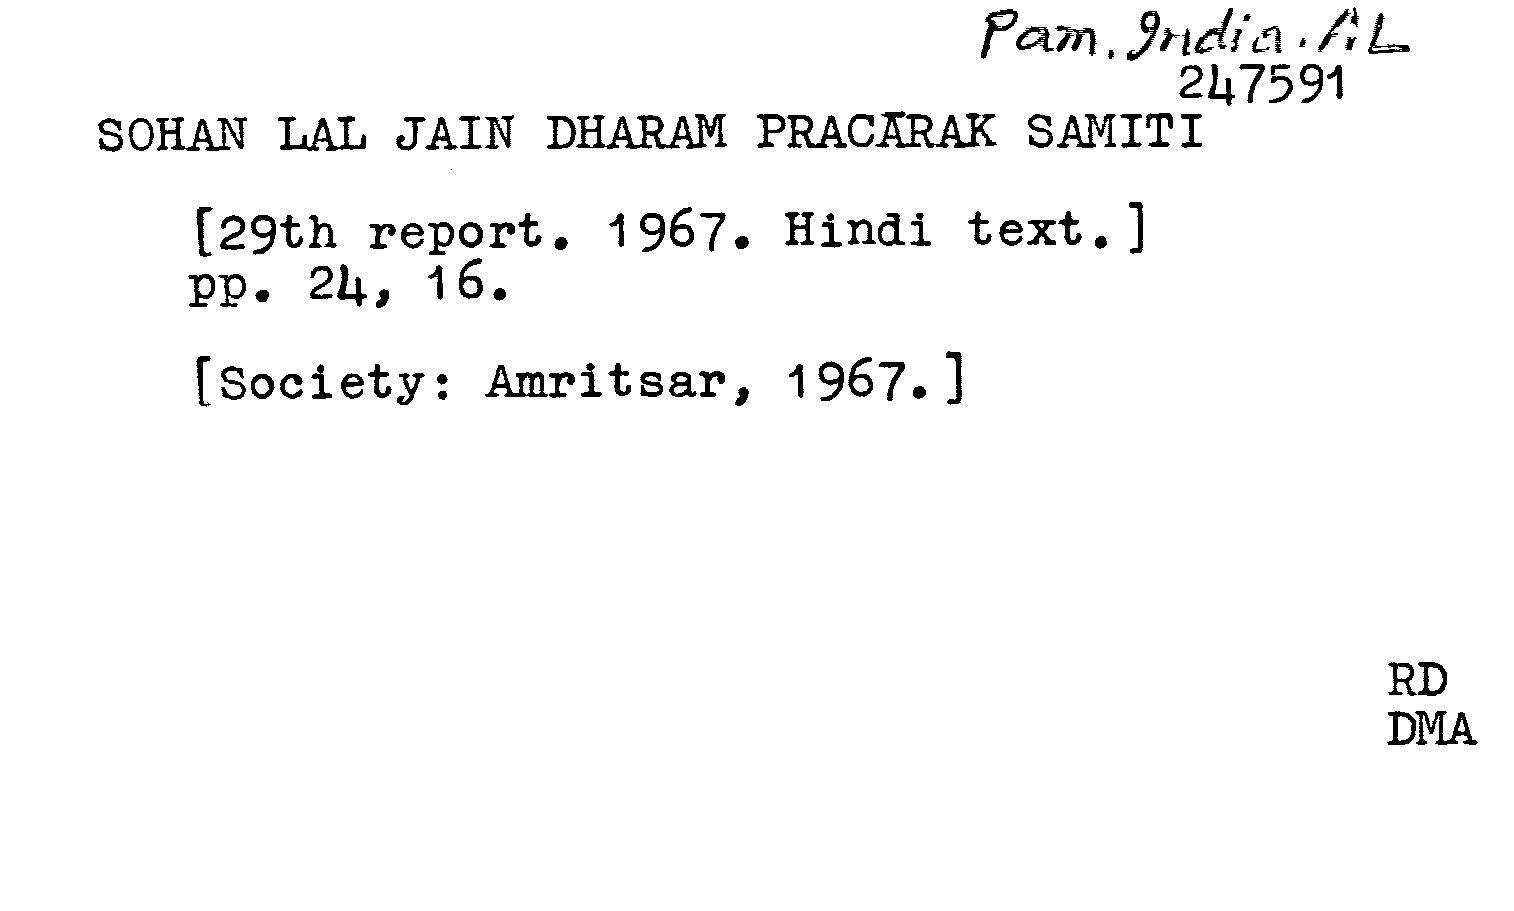 Pam. India. AL
247591
SOHAN LAL JAIN DHARAM PRACĀRAK SAMITI
[29th report. 1967. Hindi text.]
pp. 24, 16.
[Society: Amritsar, 1967.]
RD
DMA